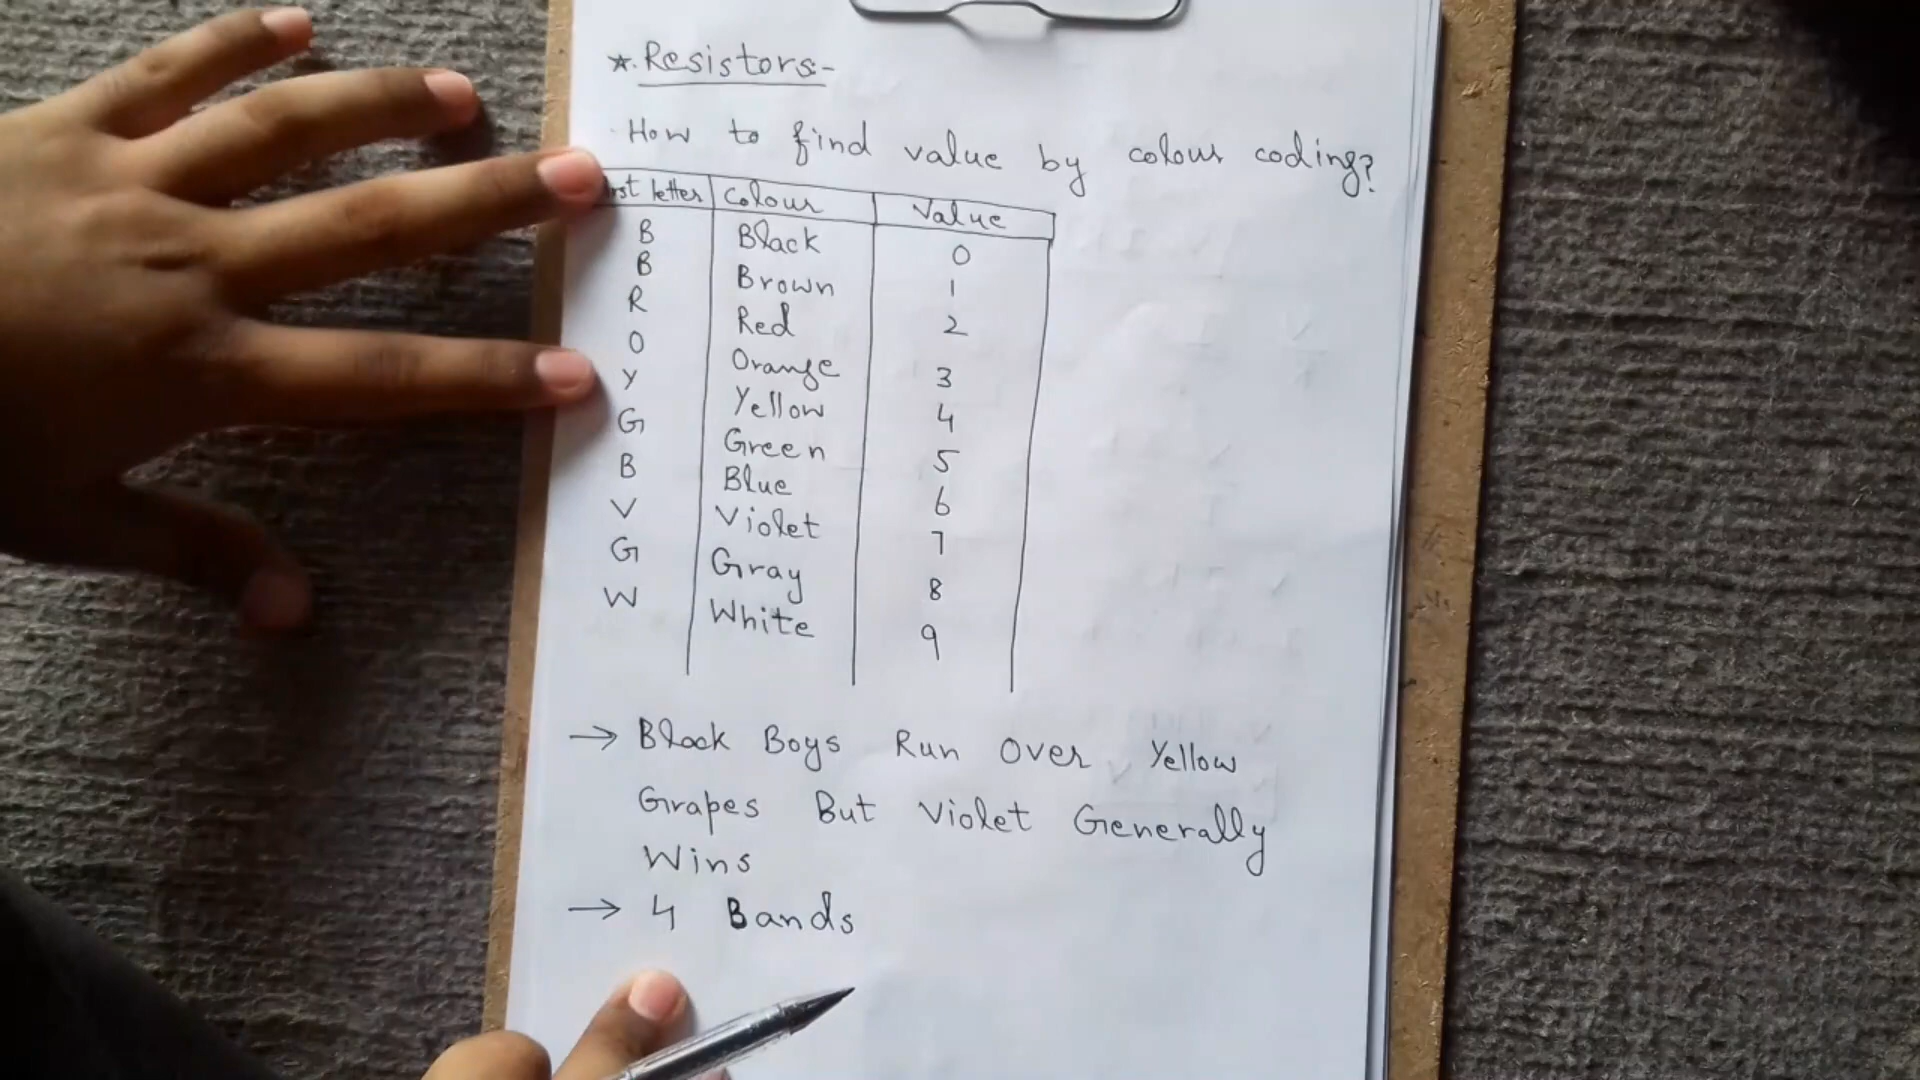 *. Resistors:-
How to find value by colour coding?
letter Colour Value
B Black 0
B Brown 1
R Red 2
O Orange 3
Y Yellow 4
G Green 5
B Blue 6
V Violet 7
G Gray 8
W White 9
→ Black Boys Run Over Yellow
Grapes But Violet Generally
Wins
→ 4 Bands